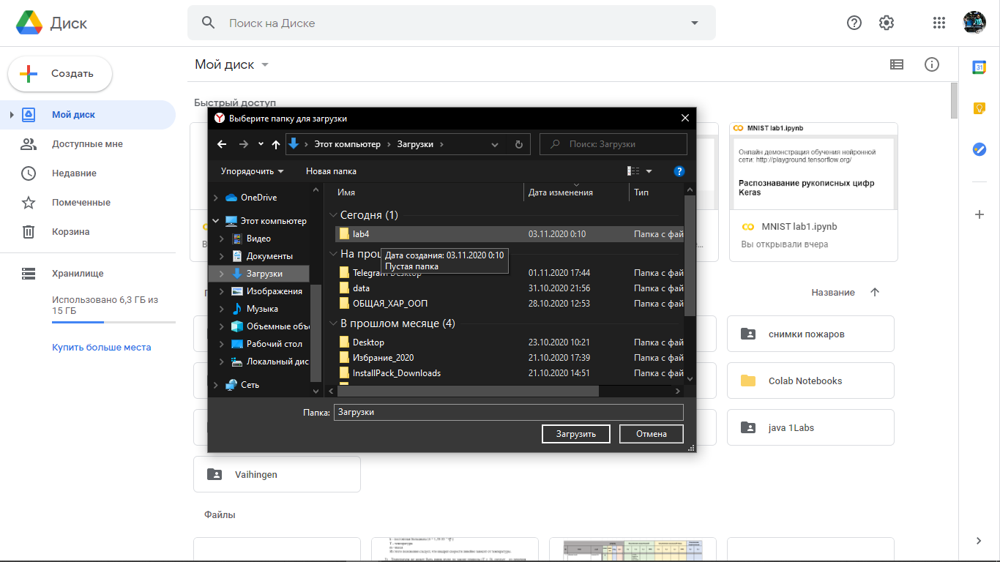 Диск
Поиск на Диске
Создать
Мой диск
Быстрый доступ
Мой диск
Доступные мне
Недавние
Помеченные
Корзина
Хранилище
Использовано 6,3 ГБ из
15 ГБ
Купить больше места
Выберите папку для загрузки
Этот компьютер
Загрузки
Поиск: Загрузки
Упорядочить
Новая папка
OneDrive
Этот компьютер
Видео
Документы
Загрузки
Изображения
Музыка
Объемные объ
Рабочий стол
Локальный дис
Сеть
Имя Дата изменения Тип
Сегодня (1)
lab4 03.11.2020 0:10 Папка с фай
На прош
Дата создания: 03.11.2020 0:10
Пустая папка
Telegram Desktop 01.11.2020 17:44 Папка с фай
data 31.10.2020 21:56 Папка с фай
ОБЩАЯ_ХАР_ООП 28.10.2020 12:53 Папка с фай
В прошлом месяце (4)
Desktop 23.10.2020 10:21 Папка с фай
Избрание_2020 21.10.2020 17:39 Папка с фай
InstallPack_Downloads 21.10.2020 14:51 Папка с фай
Папка: Загрузки
Загрузить
Отмена
MNIST lab1.ipynb
Онлайн демонстрация обучения нейронной
сети: http://playground.tensorflow.org/
Распознавание рукописных цифр
Keras
MNIST lab1.ipynb
Вы открывали вчера
Название
снимки пожаров
Colab Notebooks
java 1Labs
Vaihingen
Файлы
31